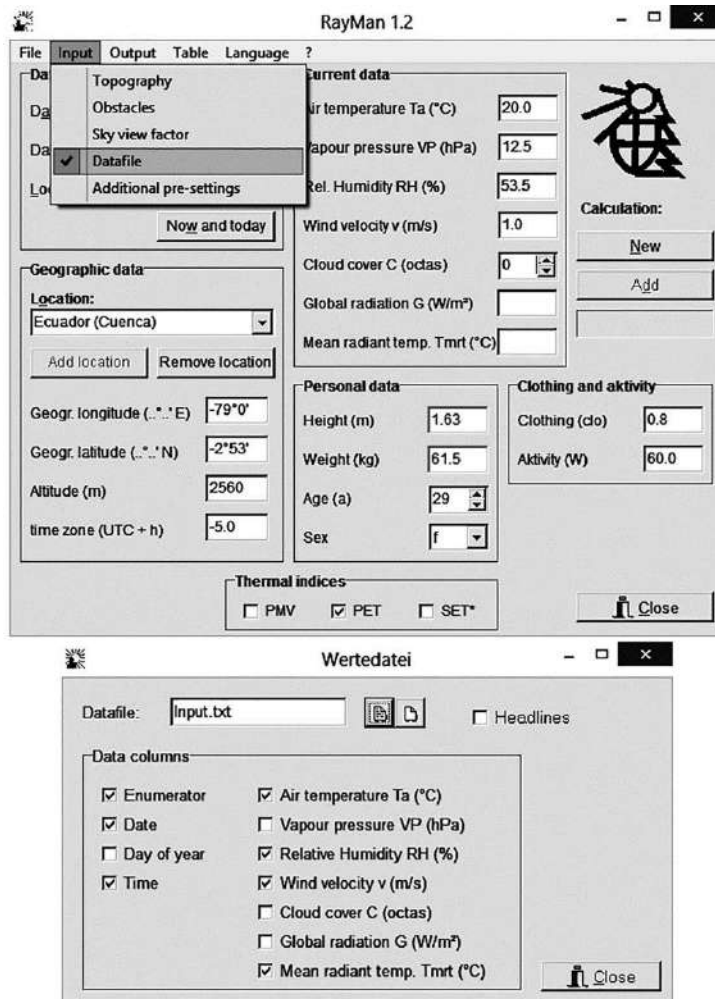 RayMan 1.2
File Input Output Table Language ?
Topography
Obstacles
Sky view factor
Datafile
Additional pre-settings
Da
Da
Da
Lo
Now and today
Current data
Air temperature Ta (°C) 20.0
Vapour pressure VP (hPa) 12.5
Rel. Humidity RH (%) 53.5
Wind velocity v (m/s) 1.0
Cloud cover C (octas) 0
Global radiation G (W/m²)
Mean radiant temp. Tmrt (°C)
Calculation:
New
Add
Geographic data
Location:
Ecuador (Cuenca)
Add location Remove location
Geogr. longitude (..°..' E) -79°0'
Geogr. latitude (..°..' N) -2°53'
Altitude (m) 2560
time zone (UTC + h) -5.0
Personal data
Height (m) 1.63
Weight (kg) 61.5
Age (a) 29
Sex f
Clothing and aktivity
Clothing (clo) 0.8
Aktivity (W) 60.0
Thermal indices
PMV PET SET*
Close
Wertedatei
Datafile: Input.txt Headlines
Data columns
Enumerator
Date
Day of year
Time
Air temperature Ta (°C)
Vapour pressure VP (hPa)
Relative Humidity RH (%)
Wind velocity v (m/s)
Cloud cover C (octas)
Global radiation G (W/m²)
Mean radiant temp. Tmrt (°C)
Close